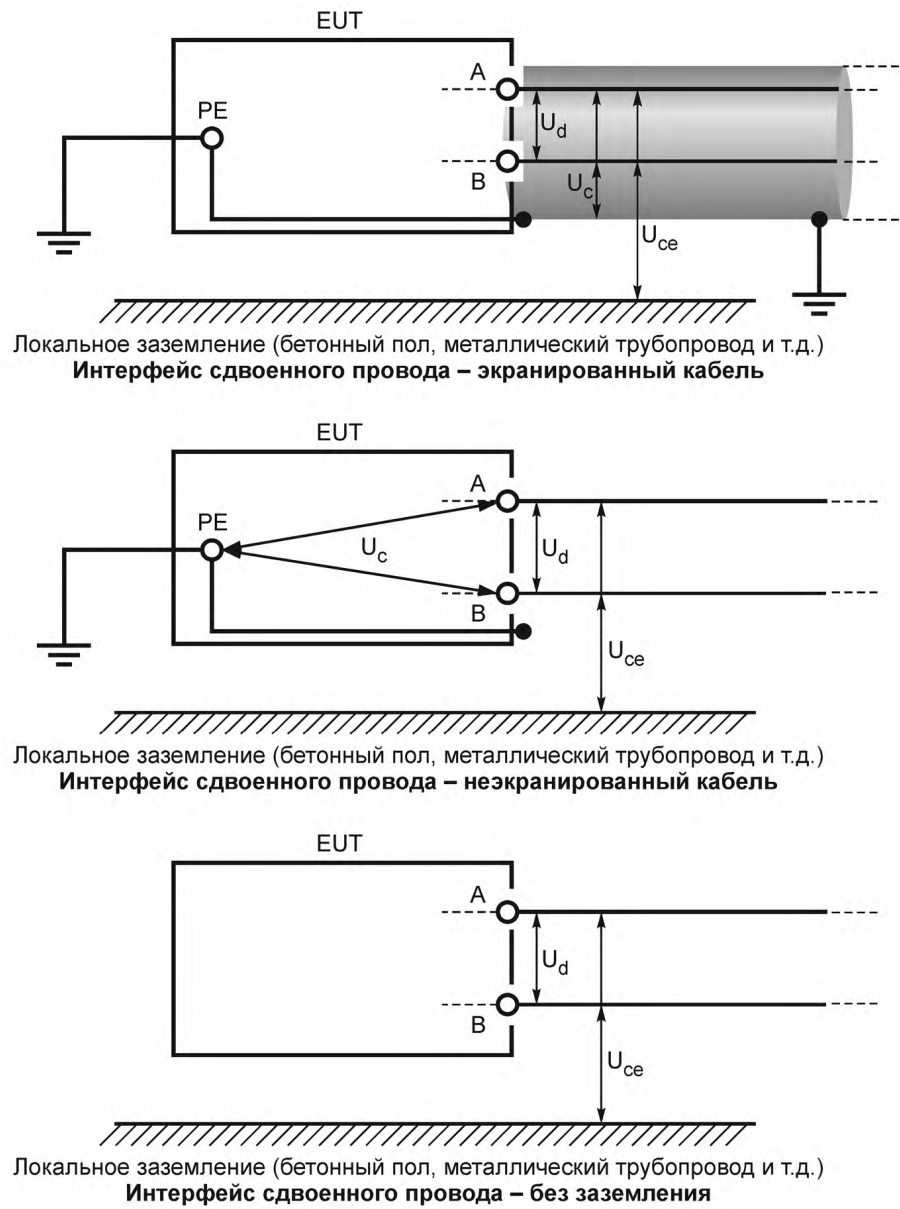 EUT
A
PE
U_d
B
U_c
U_ce
Локальное заземление (бетонный пол, металлический трубопровод и т.д.)
Интерфейс сдвоенного провода – экранированный кабель
EUT
A
PE
U_c
U_d
B
U_ce
Локальное заземление (бетонный пол, металлический трубопровод и т.д.)
Интерфейс сдвоенного провода – неэкранированный кабель
EUT
A
U_d
B
U_ce
Локальное заземление (бетонный пол, металлический трубопровод и т.д.)
Интерфейс сдвоенного провода – без заземления